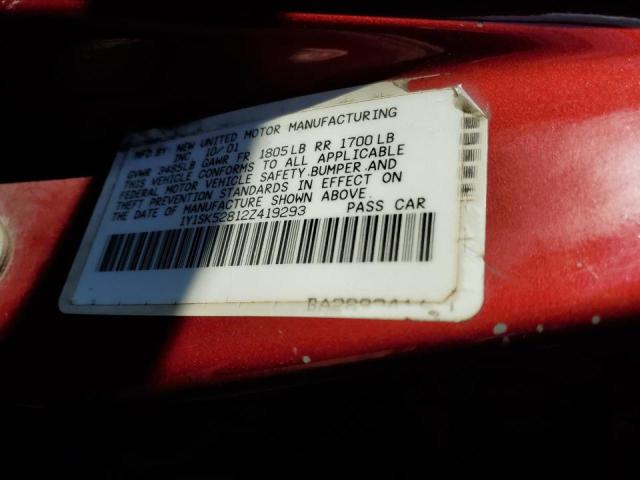 MFD.BY NEW UNITED MOTOR MANUFACTURING
INC 10/01
GVWR 3485LB GAWR FR 1805LB RR 1700LB
THIS VEHICLE CONFORMS TO ALL APPLICABLE
FEDERAL MOTOR VEHICLE SAFETY.BUMPER.AND
THEFT PREVENTION STANDARDS IN EFFECT ON
THE DATE OF MANUFACTURE SHOWN ABOVE.
1Y1SK52812Z419293 PASS CAR